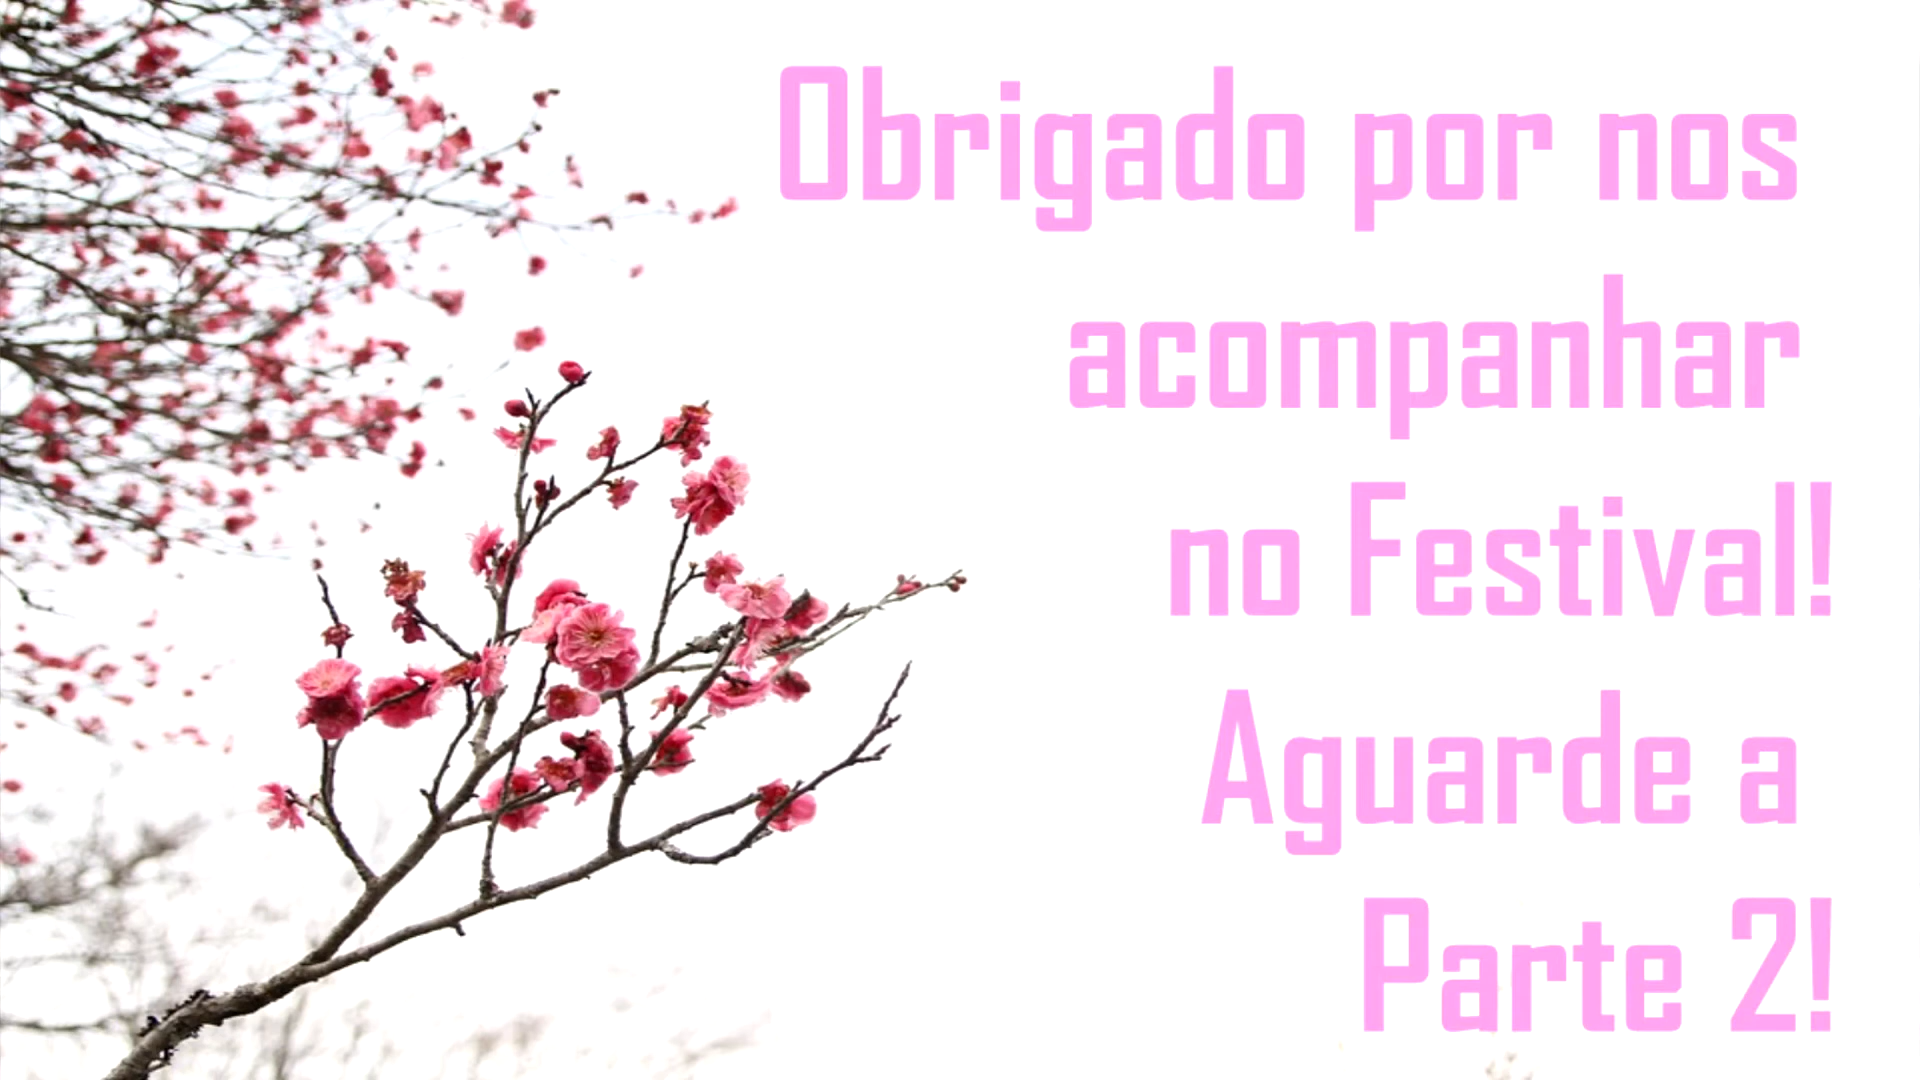 Obrigado por nos
acompanhar
no Festival!
Aguarde a
Parte 2!